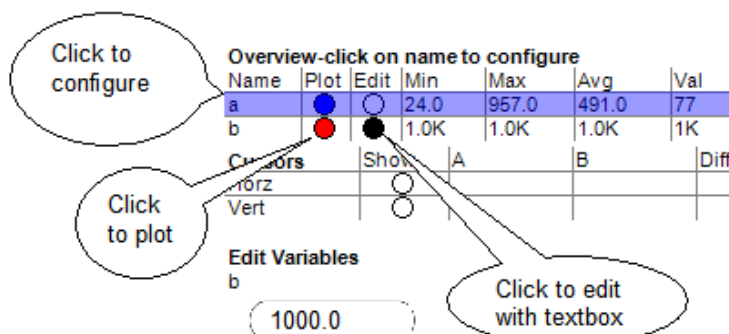 Click to
configure
Overview-click on name to configure
Name Plot Edit Min Max Avg Val
a 24.0 957.0 491.0 77
b 1.0K 1.0K 1.0K 1K
Show A B Diff
Vert
Click
to plot
Edit Variables
b
1000.0
Click to edit
with textbox